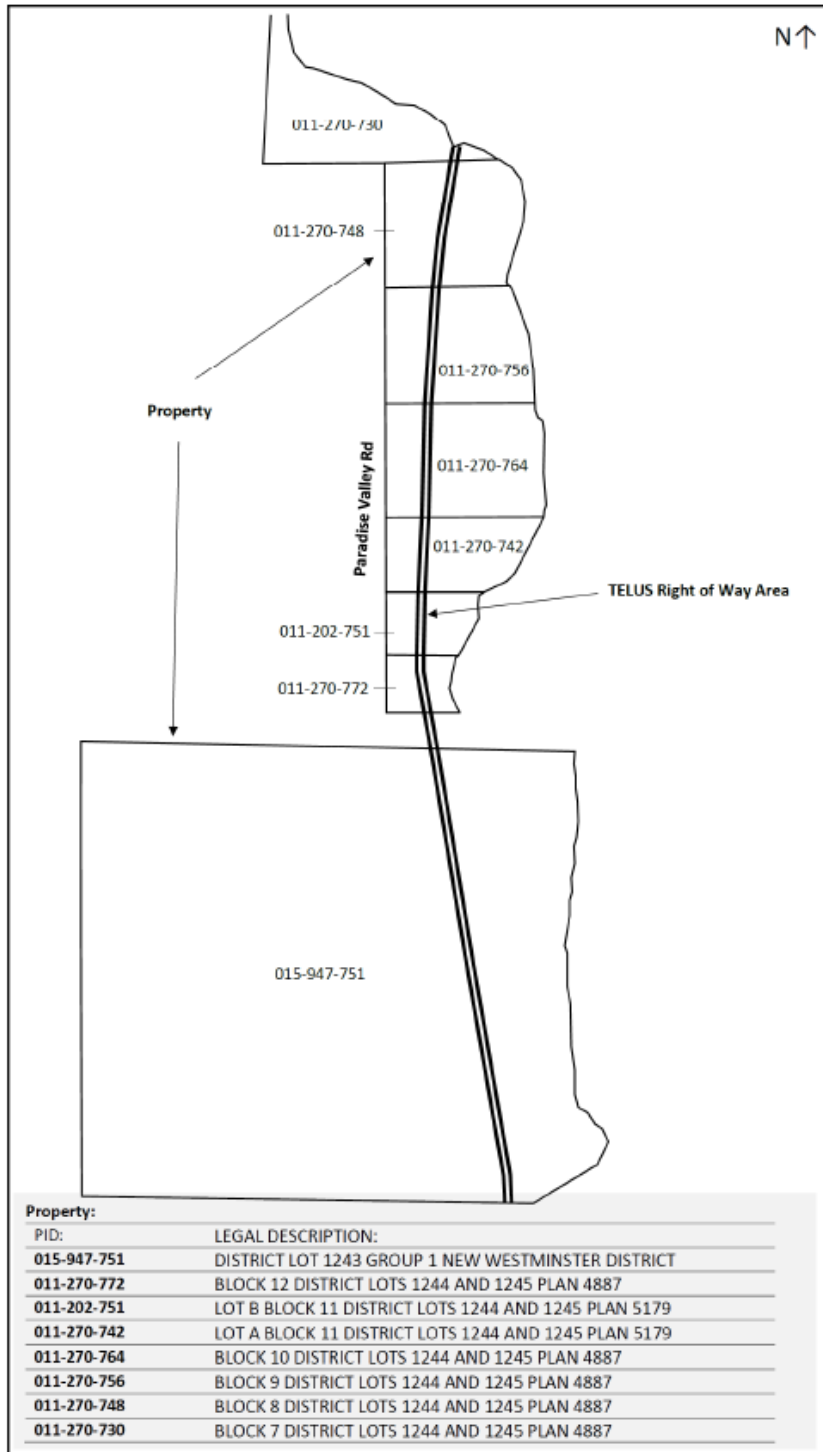 N↑
011-270-730
011-270-748
011-270-756
Property
011-270-764
Paradise Valley Rd
011-270-742
TELUS Right of Way Area
011-202-751
011-270-772
015-947-751
Property:
PID: LEGAL DESCRIPTION:
015-947-751 DISTRICT LOT 1243 GROUP 1 NEW WESTMINSTER DISTRICT
011-270-772 BLOCK 12 DISTRICT LOTS 1244 AND 1245 PLAN 4887
011-202-751 LOT B BLOCK 11 DISTRICT LOTS 1244 AND 1245 PLAN 5179
011-270-742 LOT A BLOCK 11 DISTRICT LOTS 1244 AND 1245 PLAN 5179
011-270-764 BLOCK 10 DISTRICT LOTS 1244 AND 1245 PLAN 4887
011-270-756 BLOCK 9 DISTRICT LOTS 1244 AND 1245 PLAN 4887
011-270-748 BLOCK 8 DISTRICT LOTS 1244 AND 1245 PLAN 4887
011-270-730 BLOCK 7 DISTRICT LOTS 1244 AND 1245 PLAN 4887